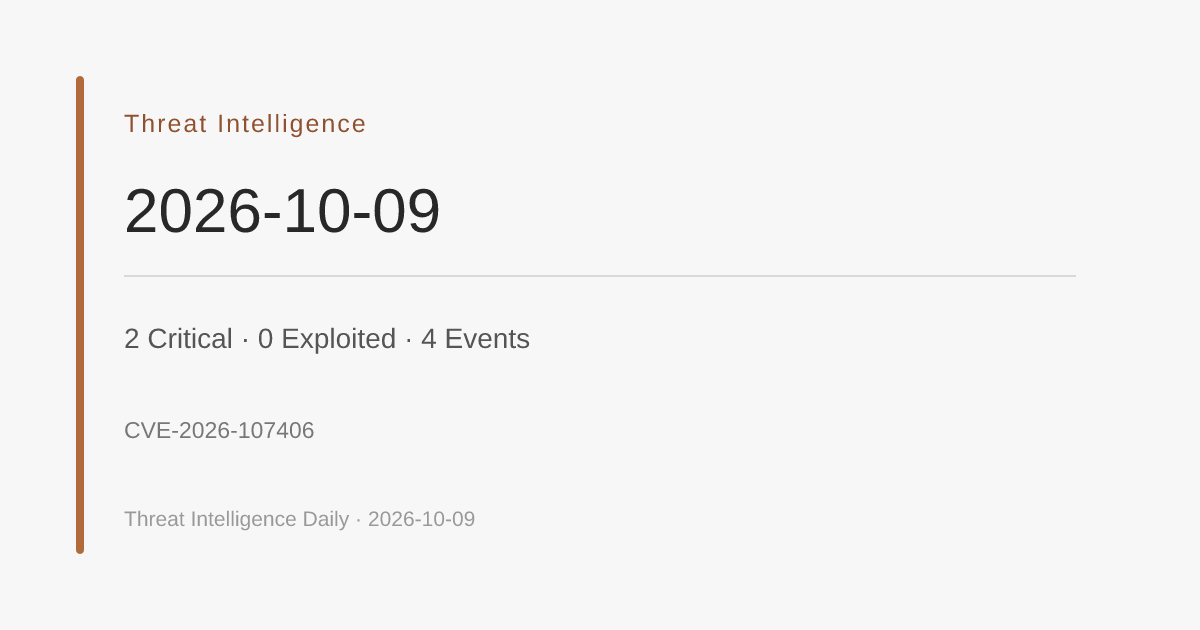 Threat Intelligence
2026-10-09
2 Critical · 0 Exploited · 4 Events
CVE-2026-107406
Threat Intelligence Daily · 2026-10-09